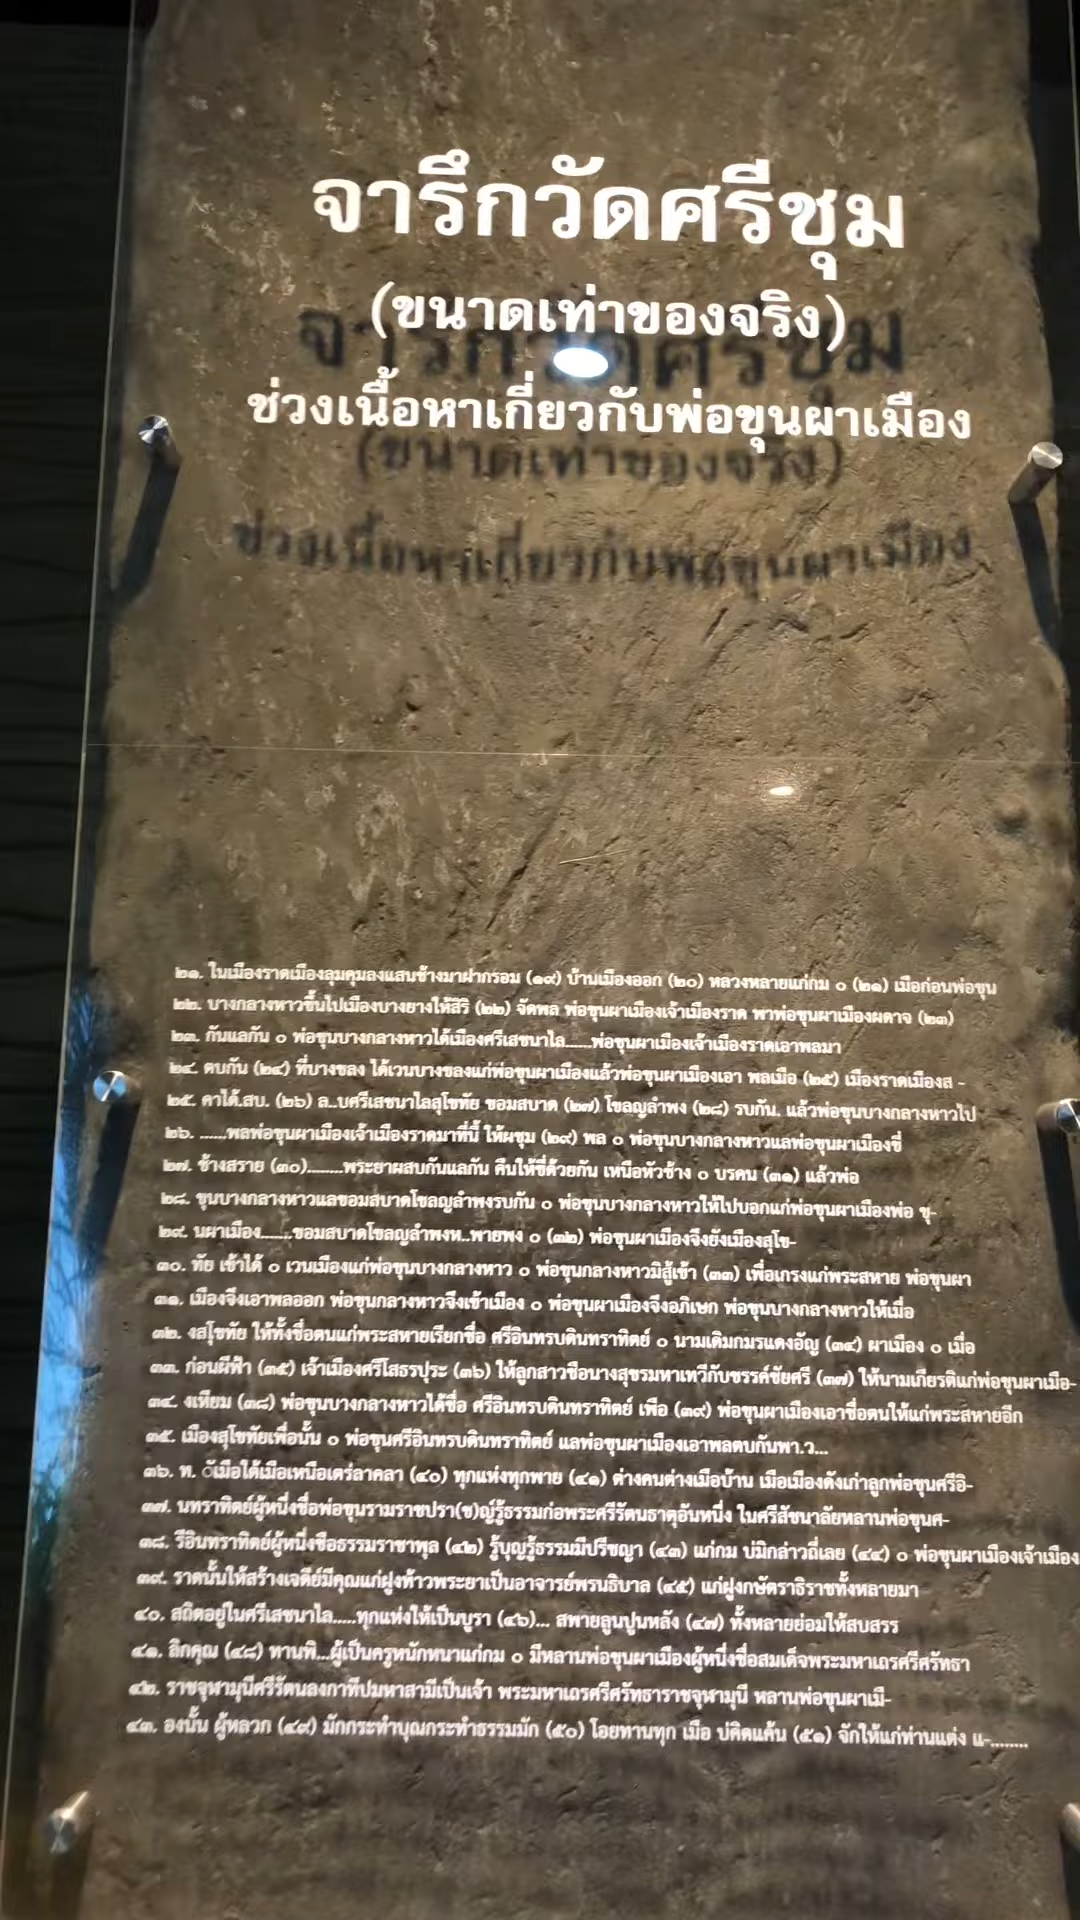 จารึกวัดศรีชุม
(ขนาดเท่าของจริง)
ช่วงเนื้อหาเกี่ยวกับพ่อขุนผาเมือง
๒๑. ในเมืองราดเมืองลุมคุมลงแสนช้างมาฝากรอม (๑๙) บ้านเมืองออก (๒๐) หลวงหลายแก่กม ๐ (๒๑) เมื่อก่อนพ่อขุน
๒๒. บางกลางหาวขึ้นไปเมืองบางยางให้สิริ (๒๒) จัดพล พ่อขุนผาเมืองเจ้าเมืองราด พาพ่อขุนผาเมืองผดาจ (๒๓)
๒๓. กันแลกัน ๐ พ่อขุนบางกลางหาวได้เมืองศรีเสชนาไล......พ่อขุนผาเมืองเจ้าเมืองราดเอาพลมา
๒๔. ตบกัน (๒๔) ที่บางขลง ได้เวนบางขลงแก่พ่อขุนผาเมืองแล้วพ่อขุนผาเมืองเอา พลเมือ (๒๕) เมืองราดเมืองส -
๒๕. คาได้.สบ. (๒๖) ล..บศรีเสชนาไลสุโขทัย ขอมสบาด (๒๗) โขลญลำพง (๒๘) รบกัน. แล้วพ่อขุนบางกลางหาวไป
๒๖. ......พลพ่อขุนผาเมืองเจ้าเมืองราดมาที่นี้ ให้ผชุม (๒๙) พล ๐ พ่อขุนบางกลางหาวแลพ่อขุนผาเมืองขี่
๒๗. ช้างสราย (๓๐)........พระยาผสบกันแลกัน คืนให้ขี่ด้วยกัน เหนือหัวช้าง ๐ บรคน (๓๑) แล้วพ่อ
๒๘. ขุนบางกลางหาวแลขอมสบาดโขลญลำพงรบกัน ๐ พ่อขุนบางกลางหาวให้ไปบอกแก่พ่อขุนผาเมืองพ่อ ขุ-
๒๙. นผาเมือง.......ขอมสบาดโขลญลำพงห..พายพง ๐ (๓๒) พ่อขุนผาเมืองจึงยังเมืองสุโข-
๓๐. ทัย เข้าได้ ๐ เวนเมืองแก่พ่อขุนบางกลางหาว ๐ พ่อขุนกลางหาวมิสู้เข้า (๓๓) เพื่อเกรงแก่พระสหาย พ่อขุนผา
๓๑. เมืองจึงเอาพลออก พ่อขุนกลางหาวจึงเข้าเมือง ๐ พ่อขุนผาเมืองจึงอภิเษก พ่อขุนบางกลางหาวให้เมื่อ
๓๒. งสุโขทัย ให้ทั้งชื่อตนแก่พระสหายเรียกชื่อ ศรีอินทรบดินทราทิตย์ ๐ นามเดิมกมรแดงอัญ (๓๔) ผาเมือง ๐ เมื่อ
๓๓. ก่อนผีฟ้า (๓๕) เจ้าเมืองศรีโสธรปุระ (๓๖) ให้ลูกสาวชื่อนางสุขรมหาเทวีกับขรรค์ชัยศรี (๓๗) ให้นามเกียรติแก่พ่อขุนผาเมือ-
๓๔. งเหียม (๓๘) พ่อขุนบางกลางหาวได้ชื่อ ศรีอินทรบดินทราทิตย์ เพื่อ (๓๙) พ่อขุนผาเมืองเอาชื่อตนให้แก่พระสหายอีก
๓๕. เมืองสุโขทัยเพื่อนั้น ๐ พ่อขุนศรีอินทรบดินทราทิตย์ แลพ่อขุนผาเมืองเอาพลตบกันพา.ว...
๓๖. ท. ัเมือใต้เมือเหนือเตร่ลาคลา (๔๐) ทุกแห่งทุกพาย (๔๑) ต่างคนต่างเมือบ้าน เมือเมืองดังเก่าลูกพ่อขุนศรีอิ-
๓๗. นทราทิตย์ผู้หนึ่งชื่อพ่อขุนรามราชปรา(ช)ญ์รู้ธรรมก่อพระศรีรัตนธาตุอันหนึ่ง ในศรีสัชนาลัยหลานพ่อขุนศ-
๓๘. รีอินทราทิตย์ผู้หนึ่งชื่อธรรมราชาพุล (๔๒) รู้บุญรู้ธรรมมีปรีชญา (๔๓) แก่กม บ่มิกล่าวถี่เลย (๔๔) ๐ พ่อขุนผาเมืองเจ้าเมือง
๓๙. ราดนั้นให้สร้างเจดีย์มีคุณแก่ฝูงท้าวพระยาเป็นอาจารย์พรนธิบาล (๔๕) แก่ฝูงกษัตราธิราชทั้งหลายมา
๔๐. สถิตอยู่ในศรีเสชนาไล.....ทุกแห่งให้เป็นบูรา (๔๖)... สพายลูนปูนหลัง (๔๗) ทั้งหลายย่อมให้สบสรร
๔๑. ลิกคุณ (๔๘) ทานพิ...ผู้เป็นครูหนักหนาแก่กม ๐ มีหลานพ่อขุนผาเมืองผู้หนึ่งชื่อสมเด็จพระมหาเถรศรีศรัทธา
๔๒. ราชจุฬามุนีศรีรัตนลงกาทีปมหาสามีเป็นเจ้า พระมหาเถรศรีศรัทธาราชจุฬามุนี หลานพ่อขุนผาเมื-
๔๓. องนั้น ผู้หลวก (๔๙) มักกระทำบุณกระทำธรรมมัก (๕๐) โอยทานทุก เมื่อ บ่คิดแค้น (๕๑) จักให้แก่ท่านแต่ง แ-........